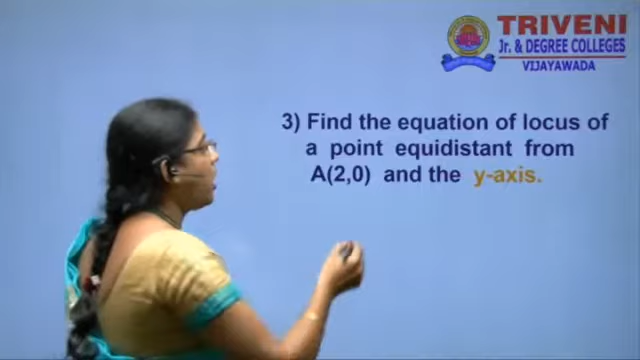 TRIVENI
Jr. & DEGREE COLLEGES
VIJAYAWADA
3) Find the equation of locus of
a point equidistant from
A(2,0) and the y-axis.